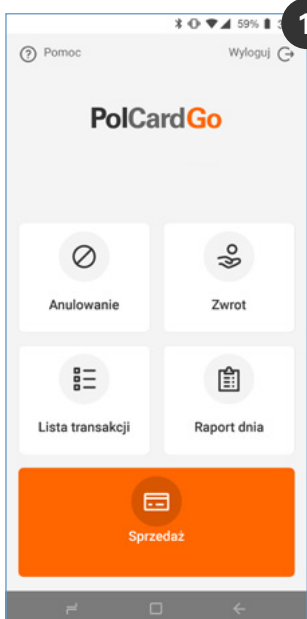 59%
1
Pomoc
Wyloguj
PolCardGo
Anulowanie
Zwrot
Lista transakcji
Raport dnia
Sprzedaż